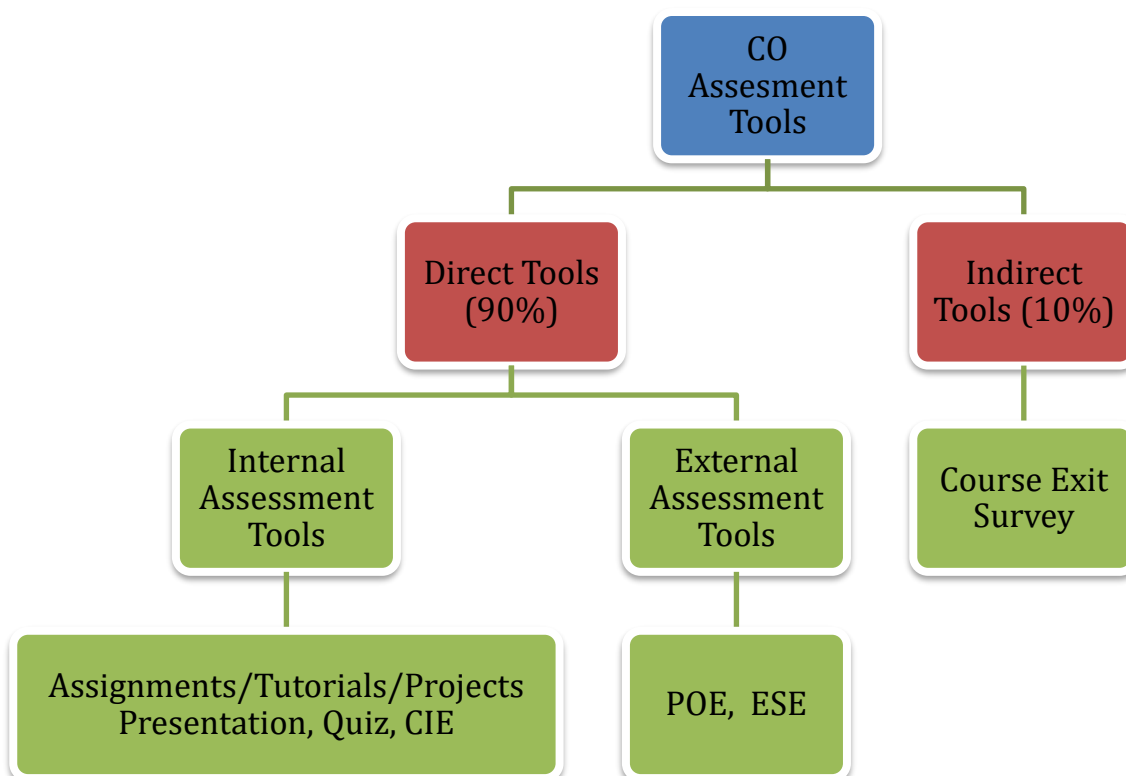 CO
Assesment
Tools
Direct Tools
(90%)
Indirect
Tools (10%)
Internal
Assessment
Tools
External
Assessment
Tools
Course Exit
Survey
Assignments/Tutorials/Projects
Presentation, Quiz, CIE
POE,  ESE